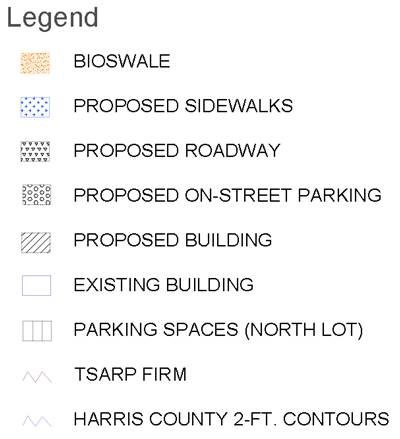 Legend
BIOSWALE
PROPOSED SIDEWALKS
PROPOSED ROADWAY
PROPOSED ON-STREET PARKING
PROPOSED BUILDING
EXISTING BUILDING
PARKING SPACES (NORTH LOT)
TSARP FIRM
HARRIS COUNTY 2-FT. CONTOURS